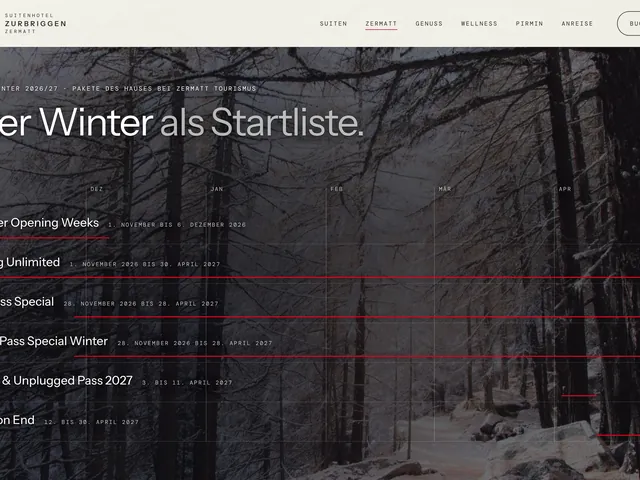 SUITENHOTEL
ZURBRIGGEN
ZERMATT
SUITEN ZERMATT GENUSS WELLNESS PIRMIN ANREISE BU
NTER 2026/27 · PAKETE DES HAUSES BEI ZERMATT TOURISMUS
er Winter als Startliste.
DEZ JAN FEB MÄR APR
er Opening Weeks 1. NOVEMBER BIS 6. DEZEMBER 2026
g Unlimited 1. NOVEMBER 2026 BIS 30. APRIL 2027
ss Special 28. NOVEMBER 2026 BIS 28. APRIL 2027
Pass Special Winter 28. NOVEMBER 2026 BIS 28. APRIL 2027
& Unplugged Pass 2027 3. BIS 11. APRIL 2027
on End 12. BIS 30. APRIL 2027